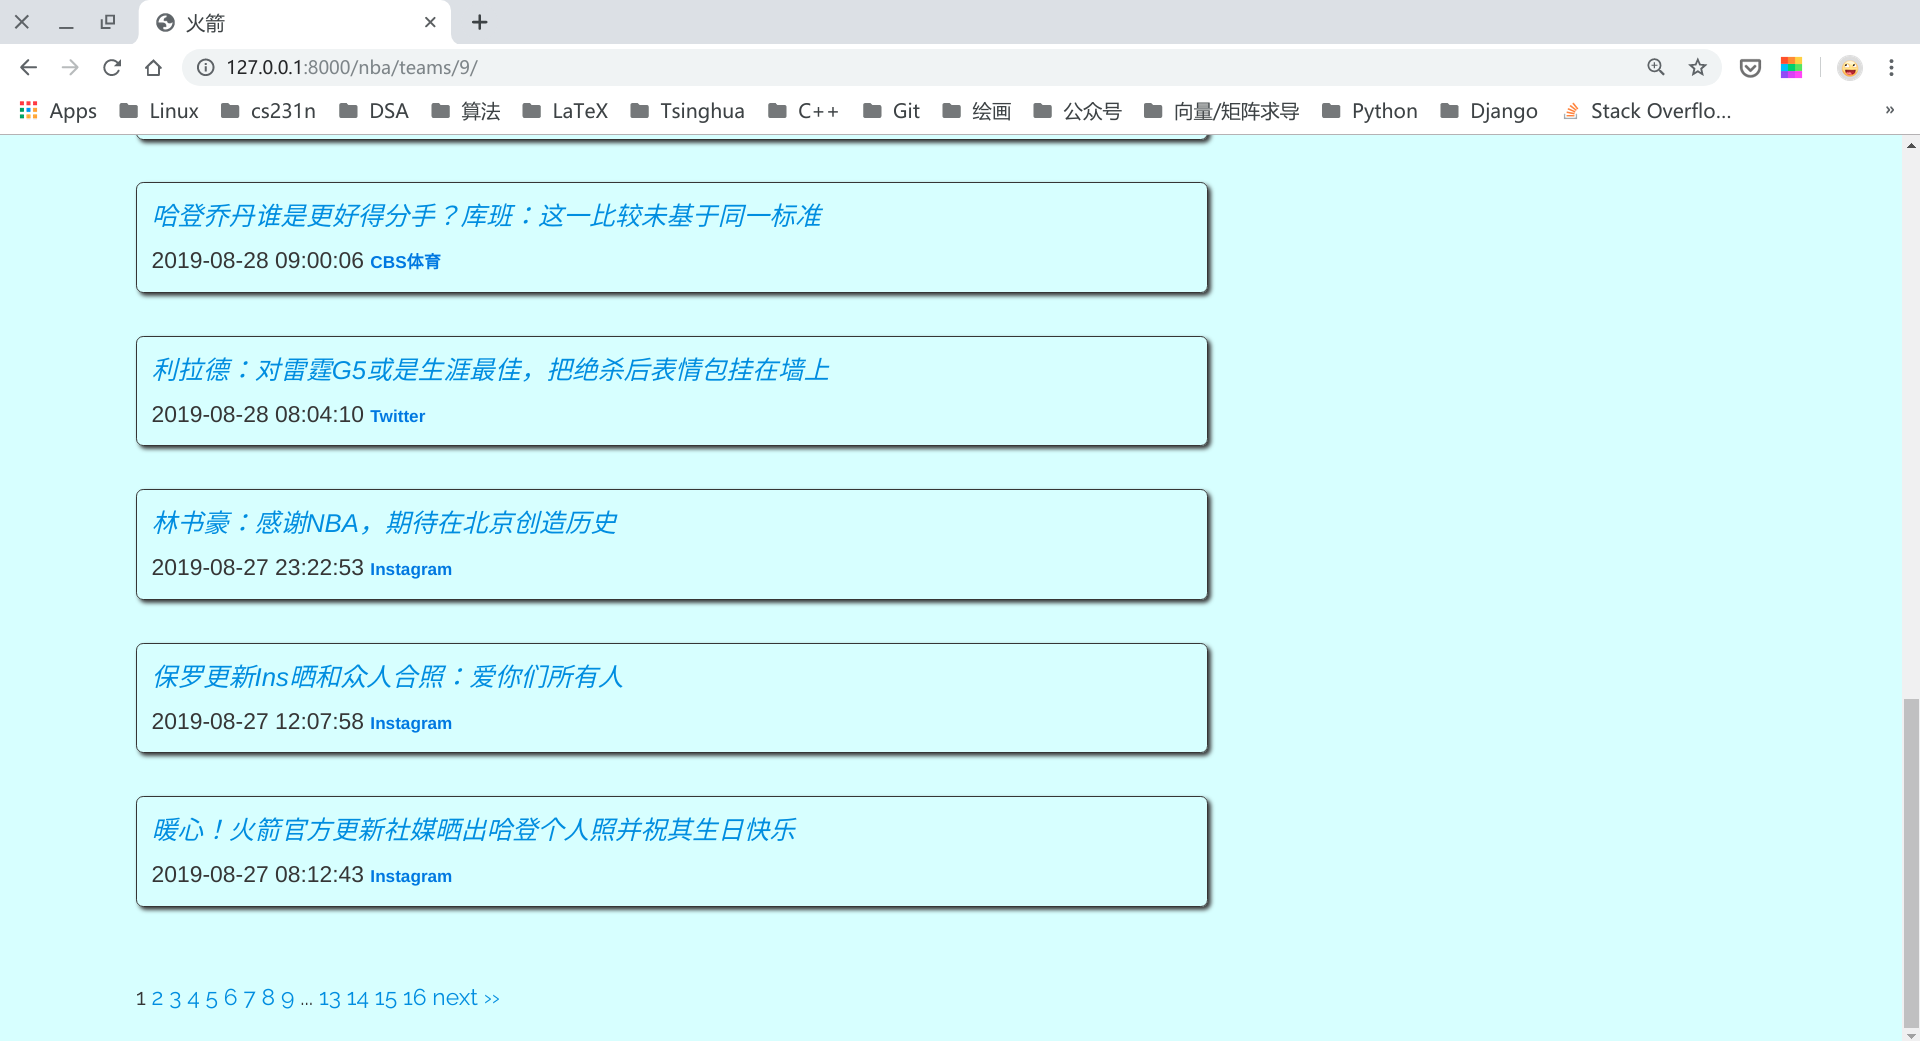 火箭
127.0.0.1:8000/nba/teams/9/
Apps Linux cs231n DSA 算法 LaTeX Tsinghua C++ Git 绘画 公众号 向量/矩阵求导 Python Django Stack Overflo... »
哈登乔丹谁是更好得分手？库班：这一比较未基于同一标准
2019-08-28 09:00:06 CBS体育
利拉德：对雷霆G5或是生涯最佳，把绝杀后表情包挂在墙上
2019-08-28 08:04:10 Twitter
林书豪：感谢NBA，期待在北京创造历史
2019-08-27 23:22:53 Instagram
保罗更新Ins晒和众人合照：爱你们所有人
2019-08-27 12:07:58 Instagram
暖心！火箭官方更新社媒晒出哈登个人照并祝其生日快乐
2019-08-27 08:12:43 Instagram
1 2 3 4 5 6 7 8 9 ... 13 14 15 16 next >>